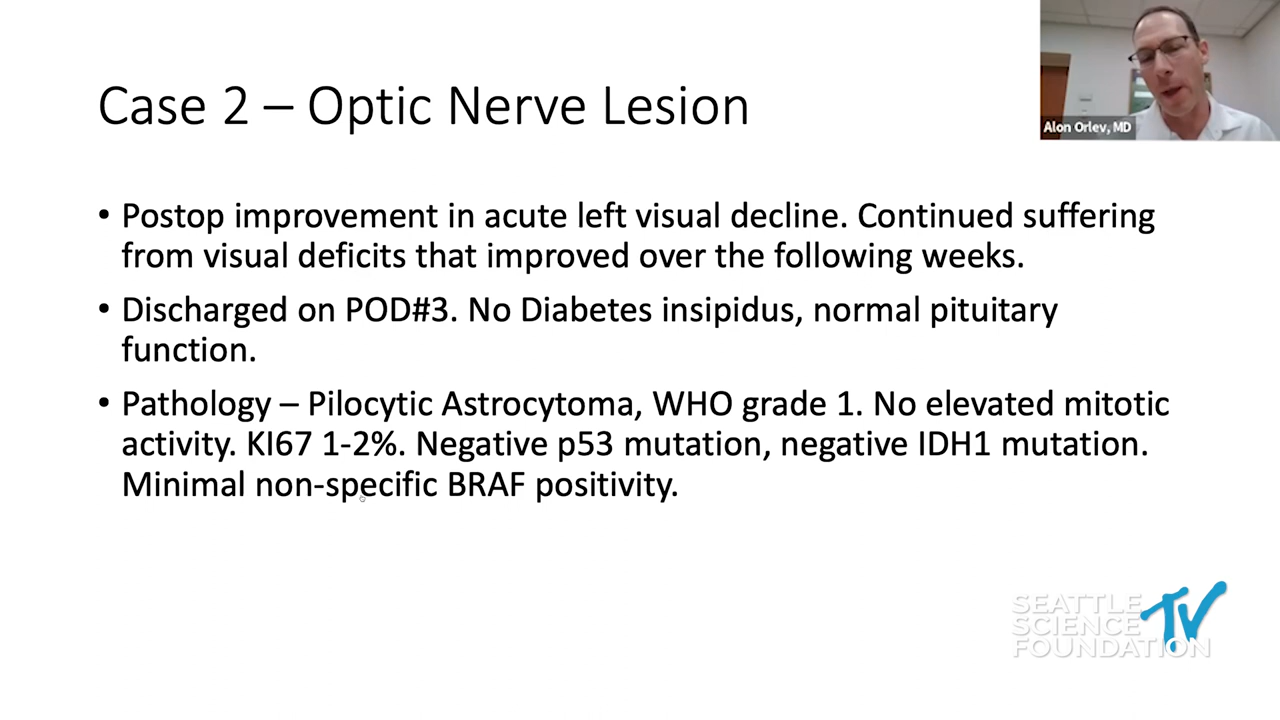 Alon Orlev, MD
Case 2 – Optic Nerve Lesion
• Postop improvement in acute left visual decline. Continued suffering
from visual deficits that improved over the following weeks.
• Discharged on POD#3. No Diabetes insipidus, normal pituitary
function.
• Pathology – Pilocytic Astrocytoma, WHO grade 1. No elevated mitotic
activity. KI67 1-2%. Negative p53 mutation, negative IDH1 mutation.
Minimal non-specific BRAF positivity.
SEATTLE
SCIENCE
FOUNDATION
TV